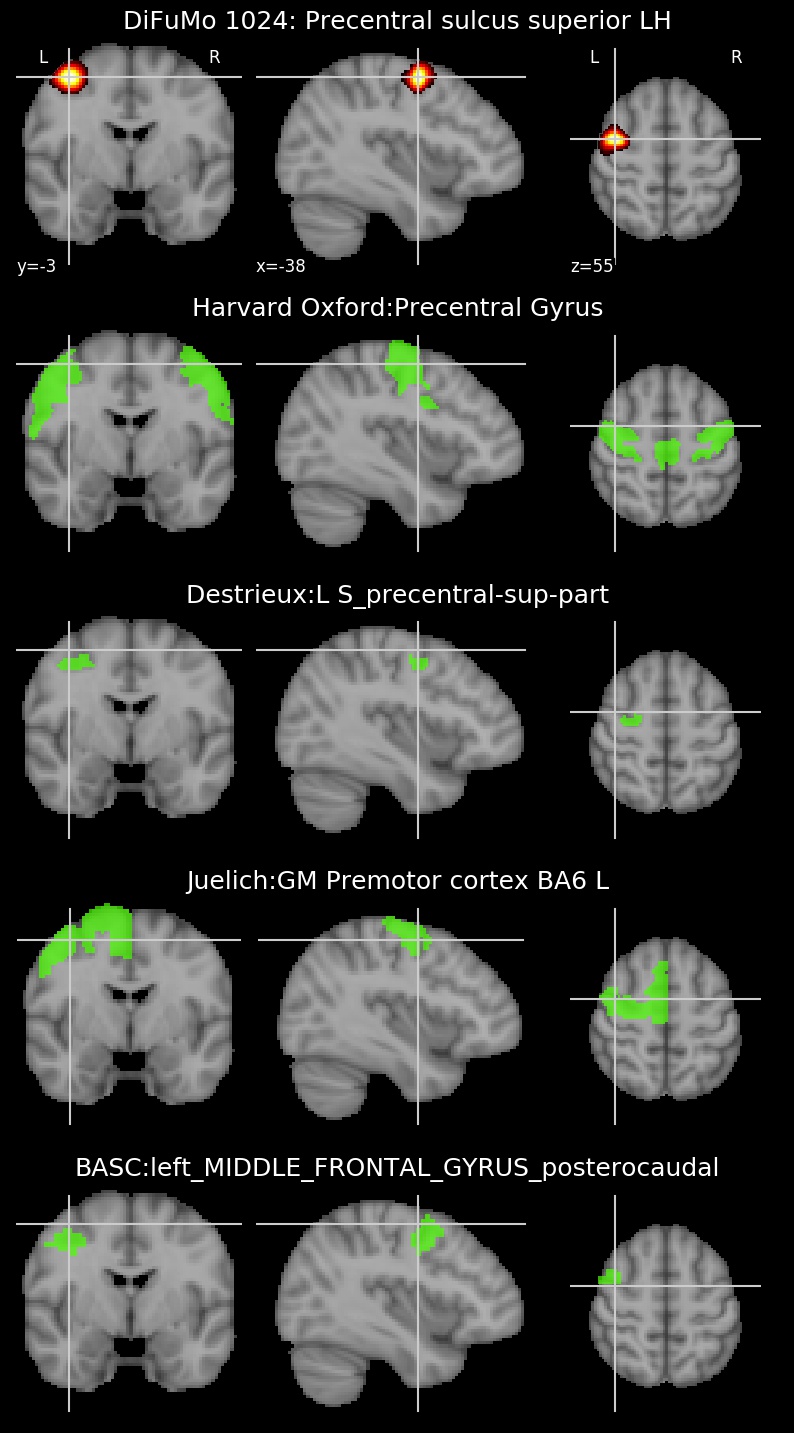 DiFuMo 1024: Precentral sulcus superior LH
L R L R
y=-3 x=-38 z=55
Harvard Oxford:Precentral Gyrus
Destrieux:L S_precentral-sup-part
Juelich:GM Premotor cortex BA6 L
BASC:left_MIDDLE_FRONTAL_GYRUS_posterocaudal